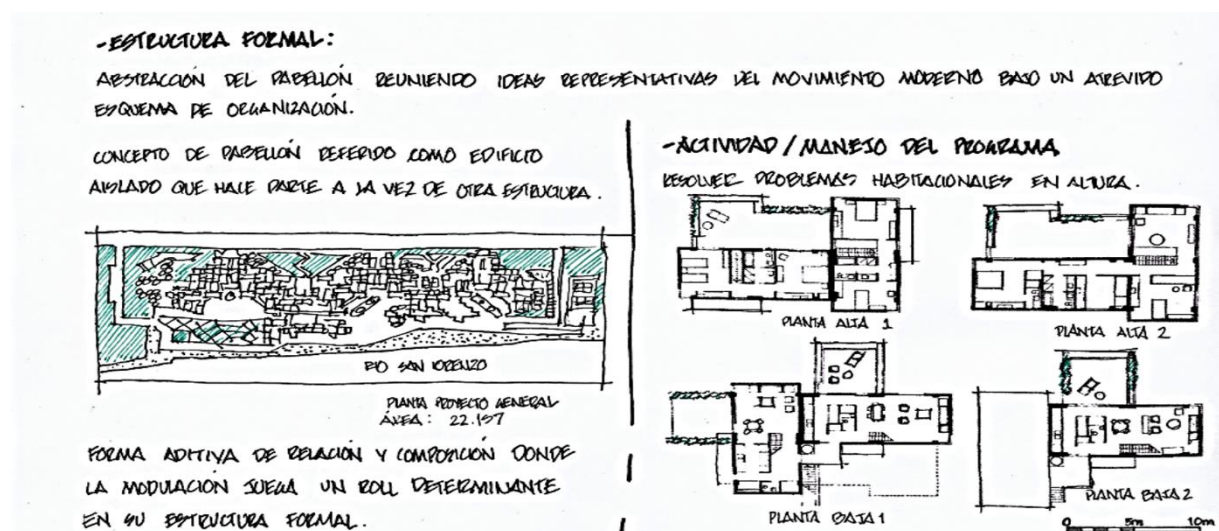 -ESTRUCTURA FORMAL:
ABSTRACCIÓN DEL PABELLÓN REUNIENDO IDEAS REPRESENTATIVAS DEL MOVIMIENTO MODERNO BAJO UN ATREVIDO
ESQUEMA DE ORGANIZACIÓN.
CONCEPTO DE PABELLÓN REFERIDO COMO EDIFICIO
AISLADO QUE HACE PARTE A LA VEZ DE OTRA ESTRUCTURA.
RIO SAN LORENZO
PLANTA PROYECTO GENERAL
ÁREA: 22.197
FORMA ADITIVA DE RELACIÓN Y COMPOSICIÓN DONDE
LA MODULACIÓN JUEGA UN ROLL DETERMINANTE
EN SU ESTRUCTURA FORMAL.
-ACTIVIDAD/MANEJO DEL PROGRAMA
RESOLVER PROBLEMAS HABITACIONALES EN ALTURA.
PLANTA ALTA 1
PLANTA ALTA 2
PLANTA BAJA 1
PLANTA BAJA 2
0 5m 10m